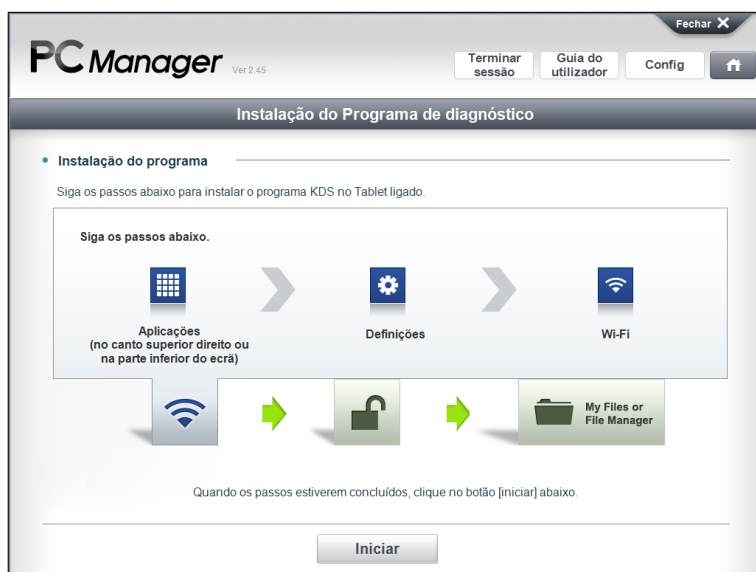 Fechar
PC Manager Ver 2.45
Terminar sessão
Guia do utilizador
Config
Instalação do Programa de diagnóstico
Instalação do programa
Siga os passos abaixo para instalar o programa KDS no Tablet ligado.
Siga os passos abaixo.
Aplicações
(no canto superior direito ou
na parte inferior do ecrã)
Definições
Wi-Fi
My Files or
File Manager
Quando os passos estiverem concluídos, clique no botão [iniciar] abaixo.
Iniciar